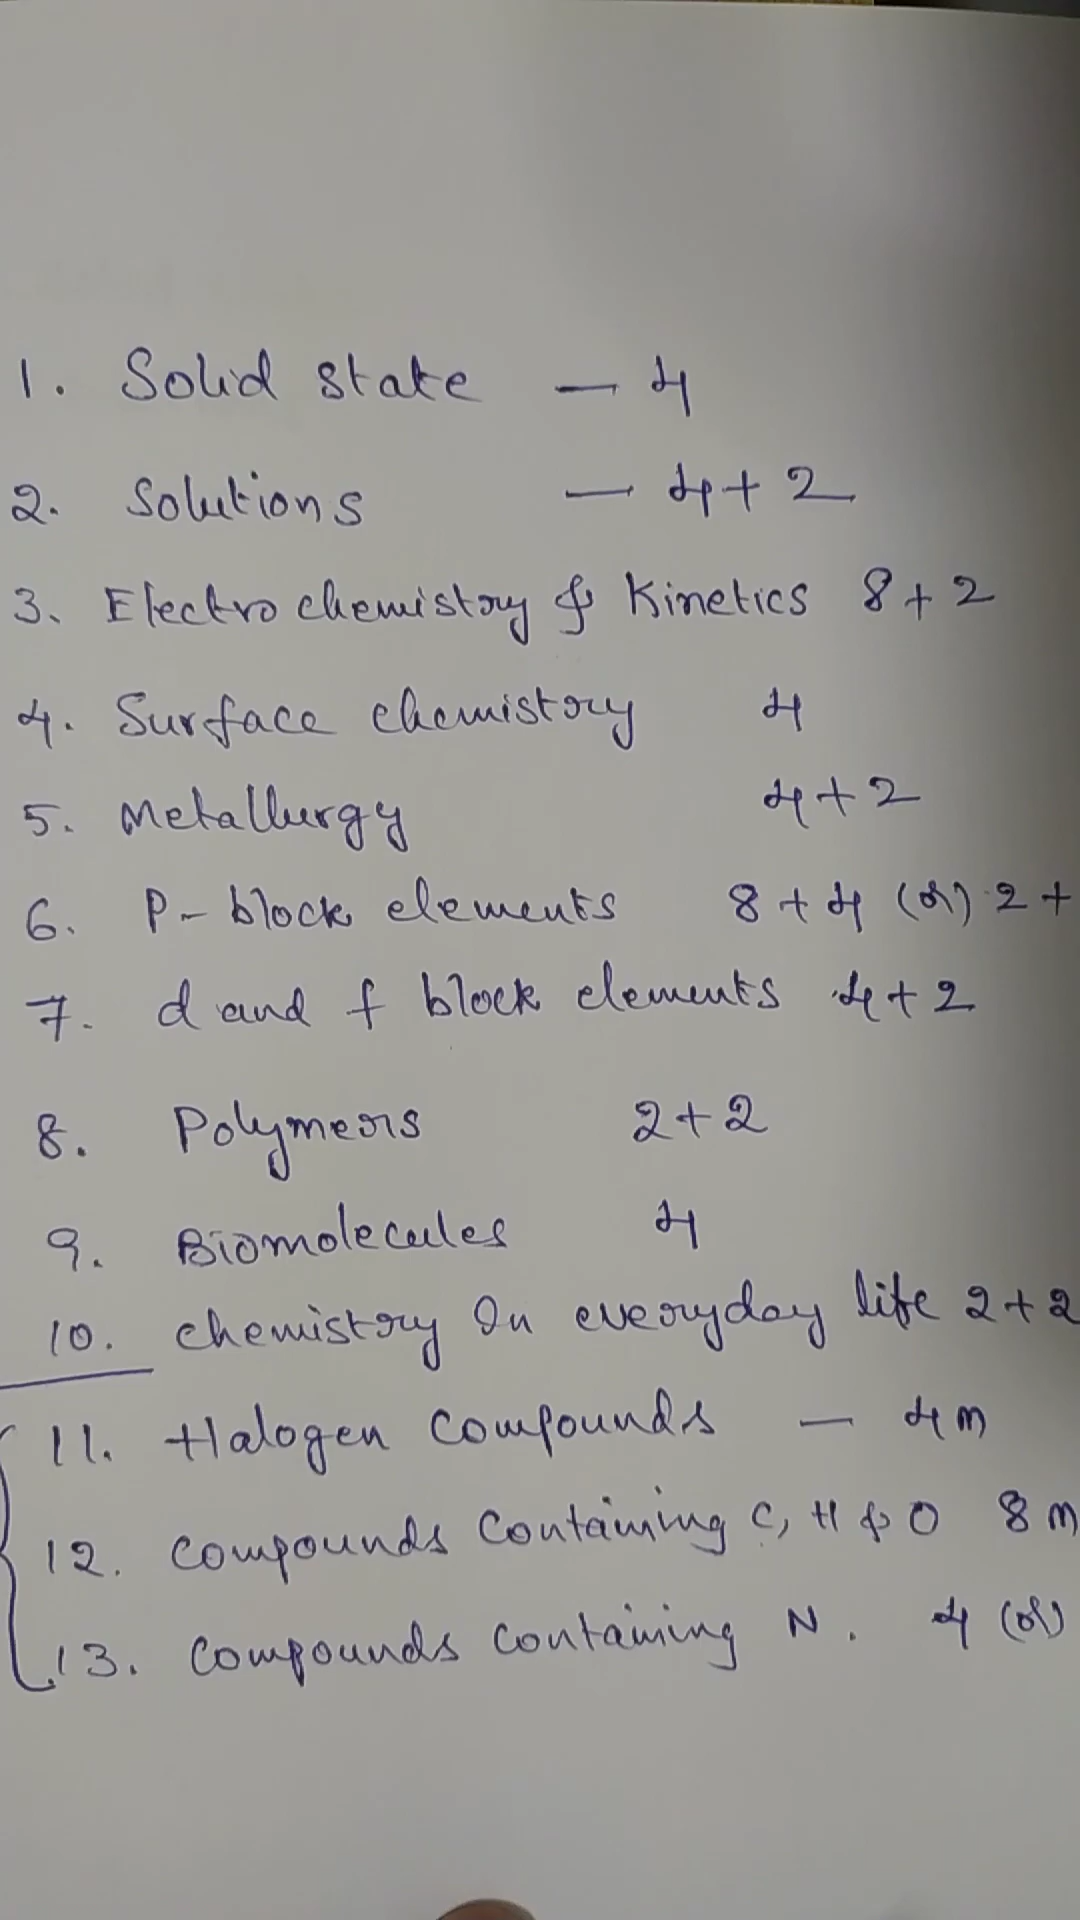 1. Solid state — 4
2. Solutions — 4+2
3. Electro chemistry & Kinetics 8+2
4. Surface chemistry 4
5. Metallurgy 4+2
6. P- block elements 8+4 (or) 2+
7. d and f block elements 4+2
8. Polymers 2+2
9. Biomolecules 4
10. chemistry In everyday life 2+2
11. Halogen compounds — 4m
12. compounds containing C, H & O 8m
13. compounds containing N. 4 (or)